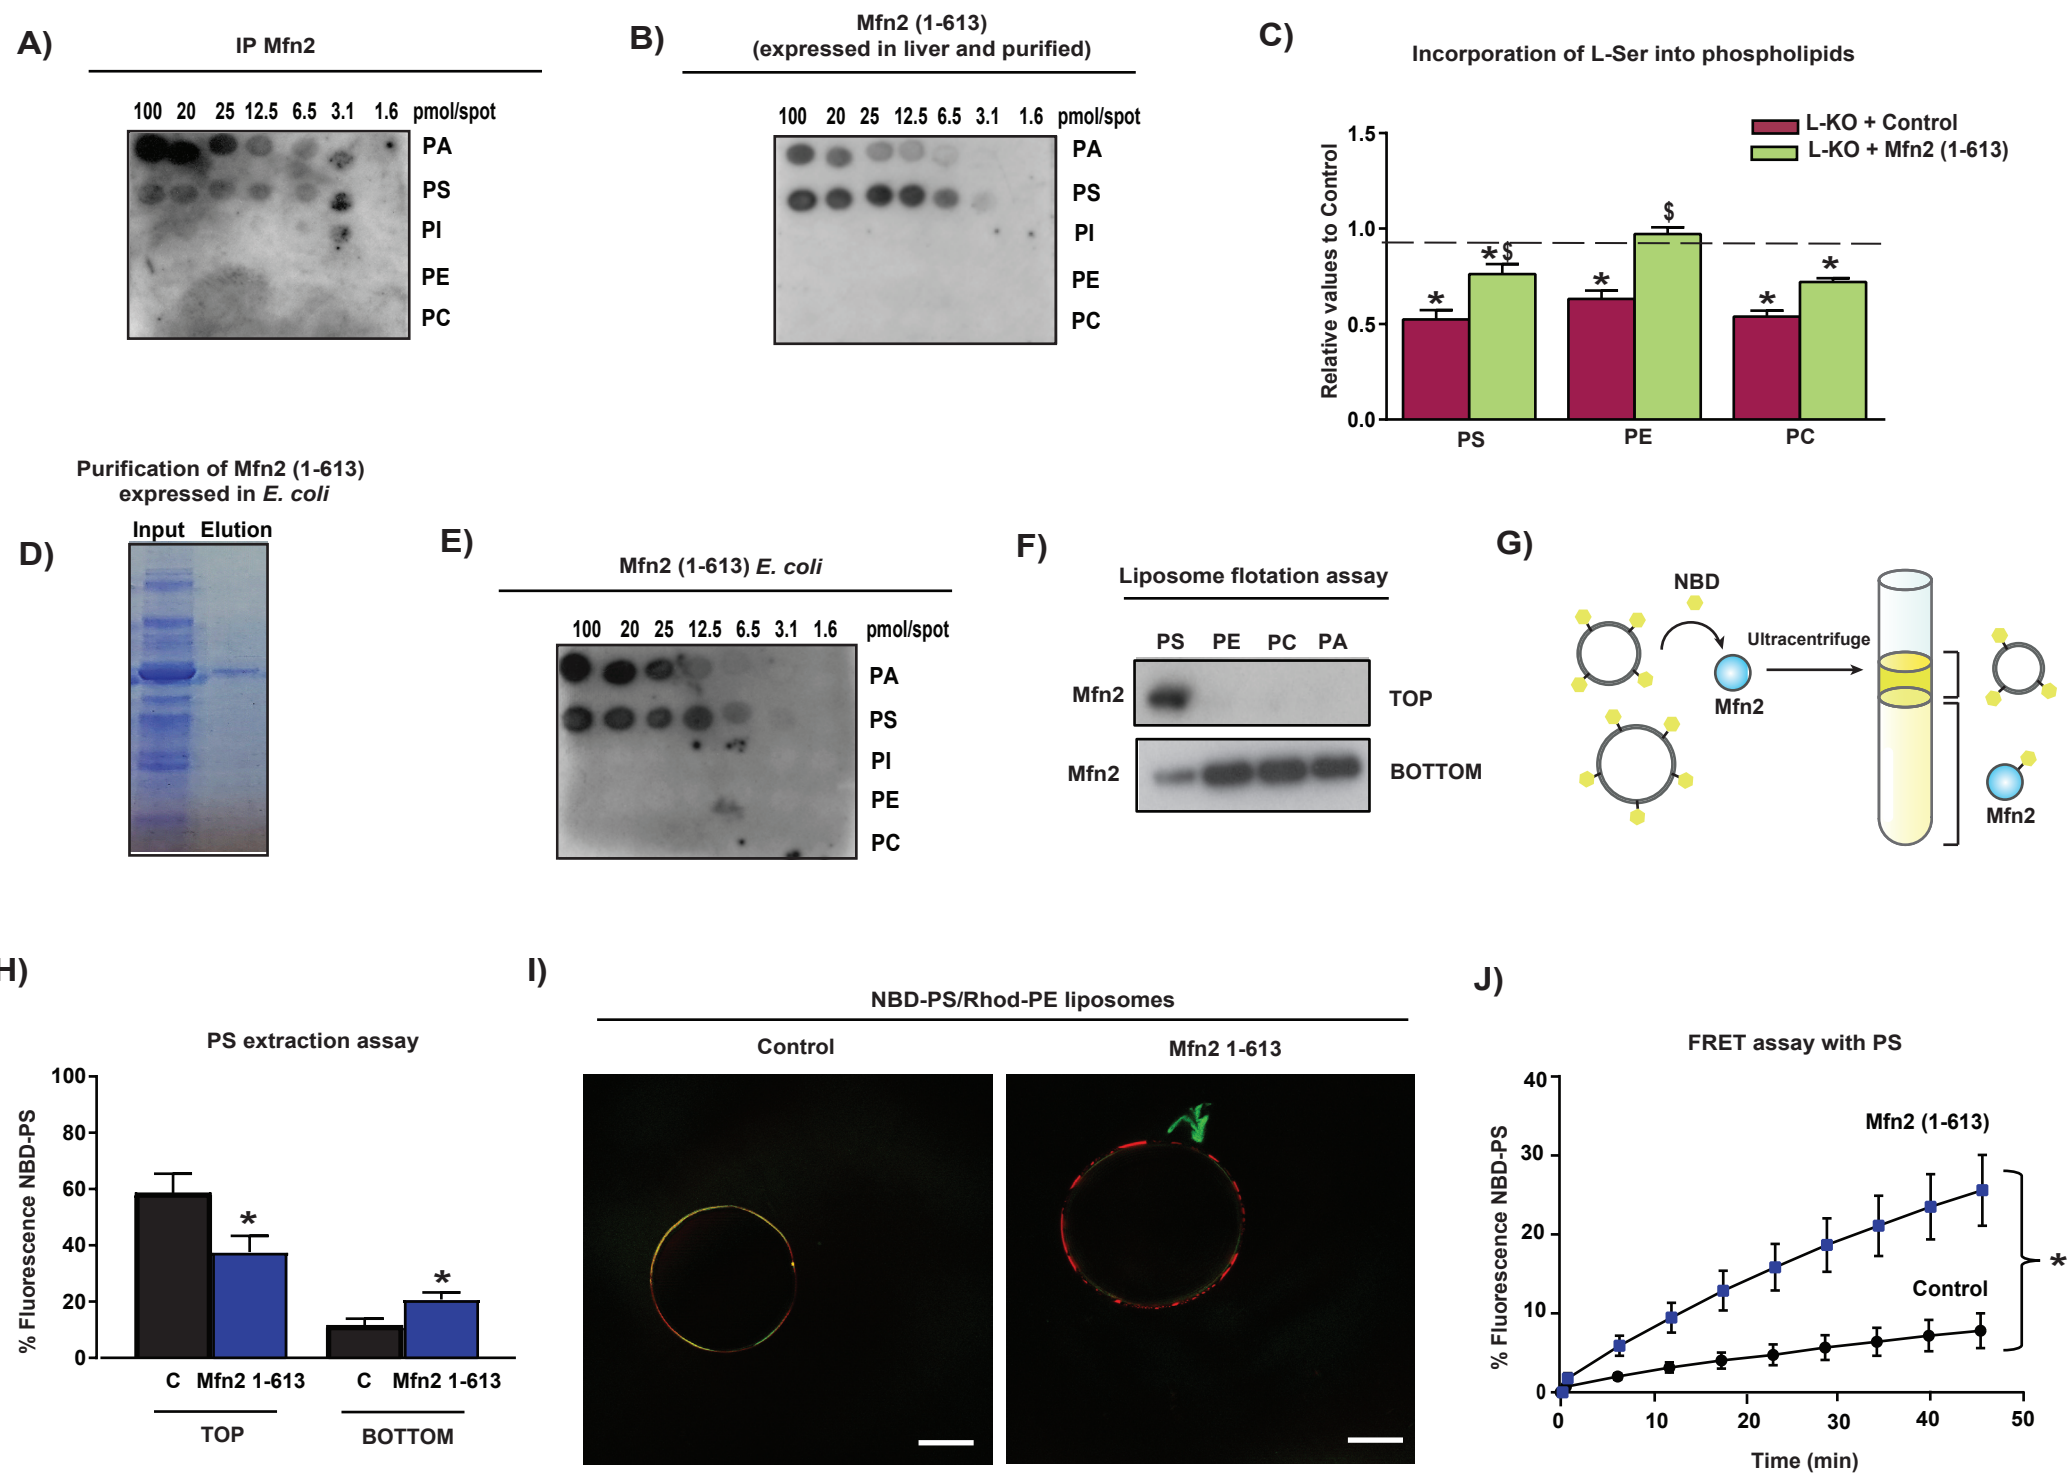 A)
IP Mfn2
100 20 25 12.5 6.5 3.1 1.6 pmol/spot
PA
PS
PI
PE
PC
B)
Mfn2 (1-613)
(expressed in liver and purified)
100 20 25 12.5 6.5 3.1 1.6 pmol/spot
PA
PS
PI
PE
PC
C)
Incorporation of L-Ser into phospholipids
L-KO + Control
L-KO + Mfn2 (1-613)
Relative values to Control
1.5
1.0
0.5
0.0
* * $ * $ * *
PS PE PC
D)
Purification of Mfn2 (1-613)
expressed in E. coli
Input Elution
E)
Mfn2 (1-613) E. coli
100 20 25 12.5 6.5 3.1 1.6 pmol/spot
PA
PS
PI
PE
PC
F)
Liposome flotation assay
PS PE PC PA
Mfn2 TOP
Mfn2 BOTTOM
G)
NBD
Mfn2
Ultracentrifuge
Mfn2
H)
PS extraction assay
% Fluorescence NBD-PS
100
80
60
40
20
0
* *
C Mfn2 1-613 C Mfn2 1-613
TOP BOTTOM
I)
NBD-PS/Rhod-PE liposomes
Control Mfn2 1-613
J)
FRET assay with PS
% Fluorescence NBD-PS
40
30
20
10
0
Mfn2 (1-613)
Control
*
0 10 20 30 40 50
Time (min)